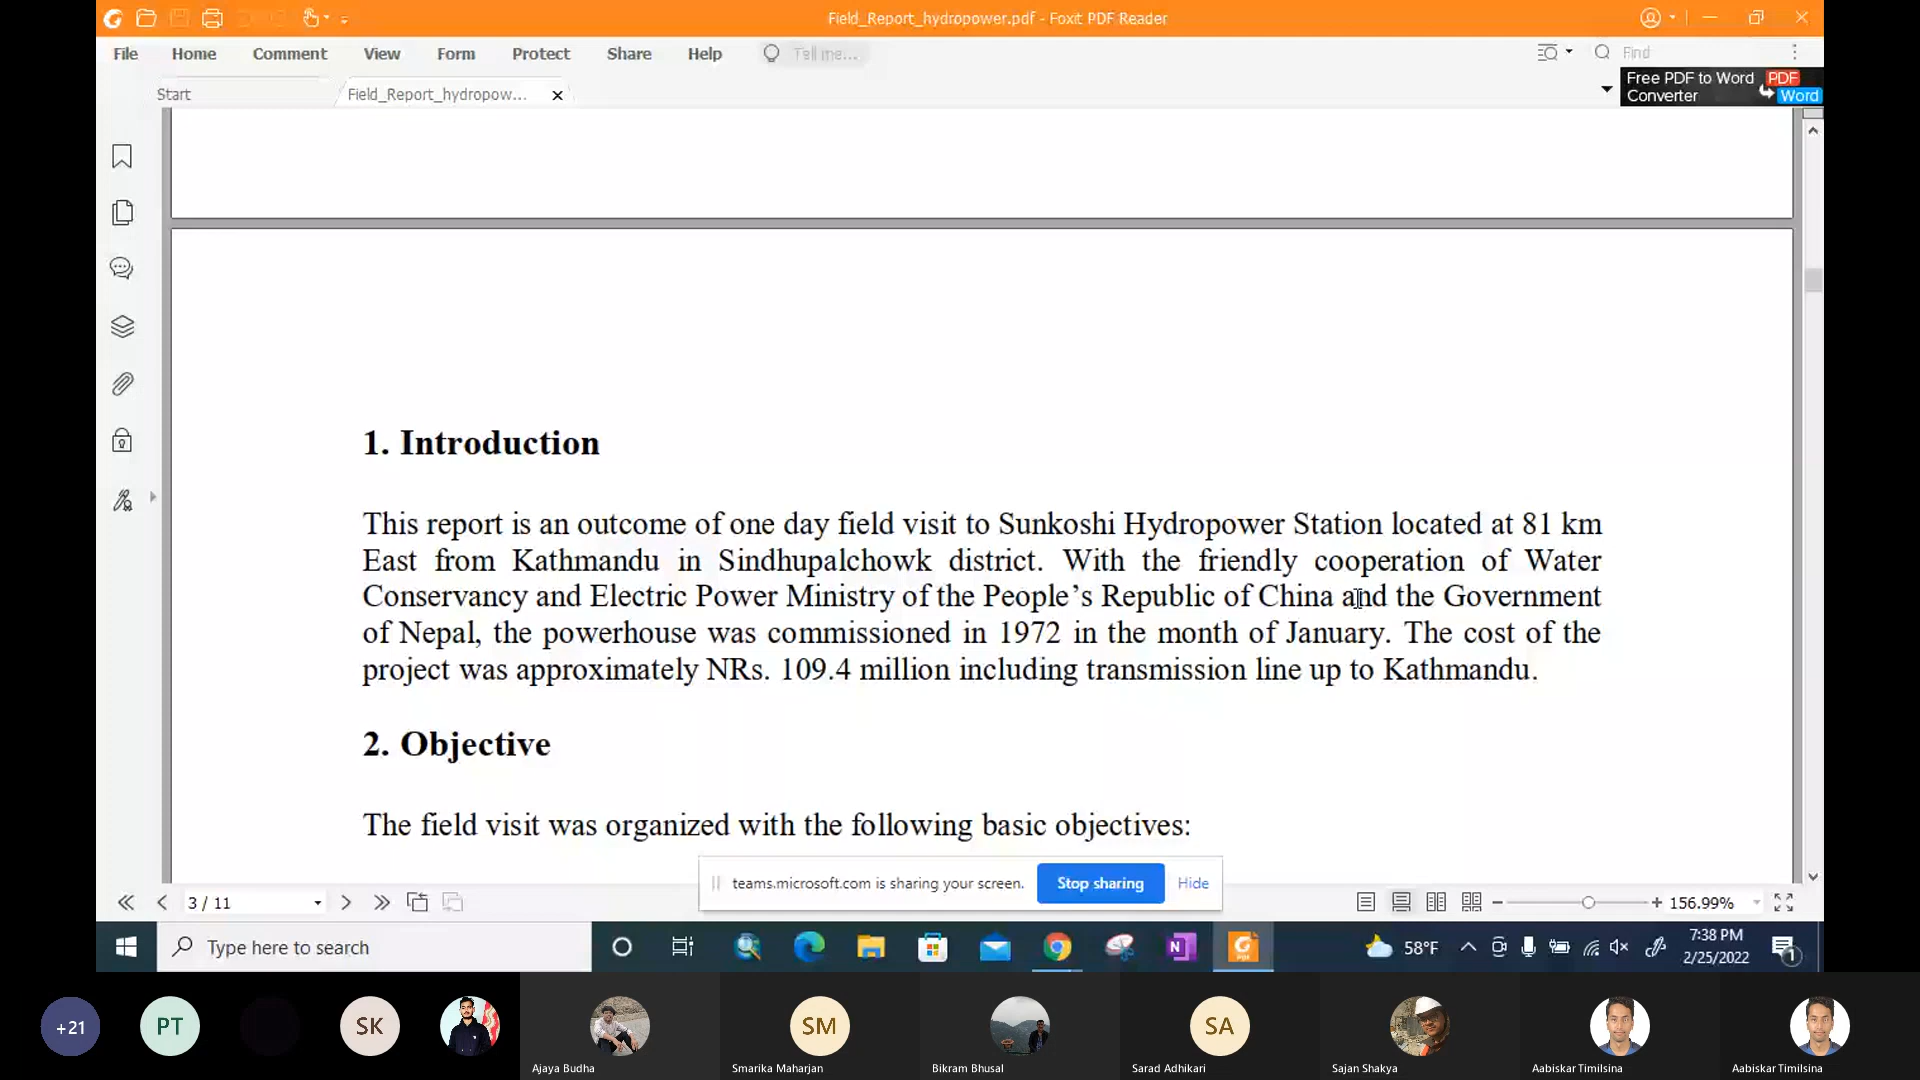 Field_Report_hydropower.pdf - Foxit PDF Reader
File Home Comment View Form Protect Share Help Tell me... Find
Start Field_Report_hydropow...
Free PDF to Word
Converter
PDF
Word
1. Introduction
This report is an outcome of one day field visit to Sunkoshi Hydropower Station located at 81 km
East from Kathmandu in Sindhupalchowk district. With the friendly cooperation of Water
Conservancy and Electric Power Ministry of the People’s Republic of China and the Government
of Nepal, the powerhouse was commissioned in 1972 in the month of January. The cost of the
project was approximately NRs. 109.4 million including transmission line up to Kathmandu.
2. Objective
The field visit was organized with the following basic objectives:
teams.microsoft.com is sharing your screen. Stop sharing Hide
3 / 11 156.99%
Type here to search 58°F 7:38 PM
2/25/2022
1
+21 PT SK SM SA
Ajaya Budha Smarika Maharjan Bikram Bhusal Sarad Adhikari Sajan Shakya Aabiskar Timilsina Aabiskar Timilsina